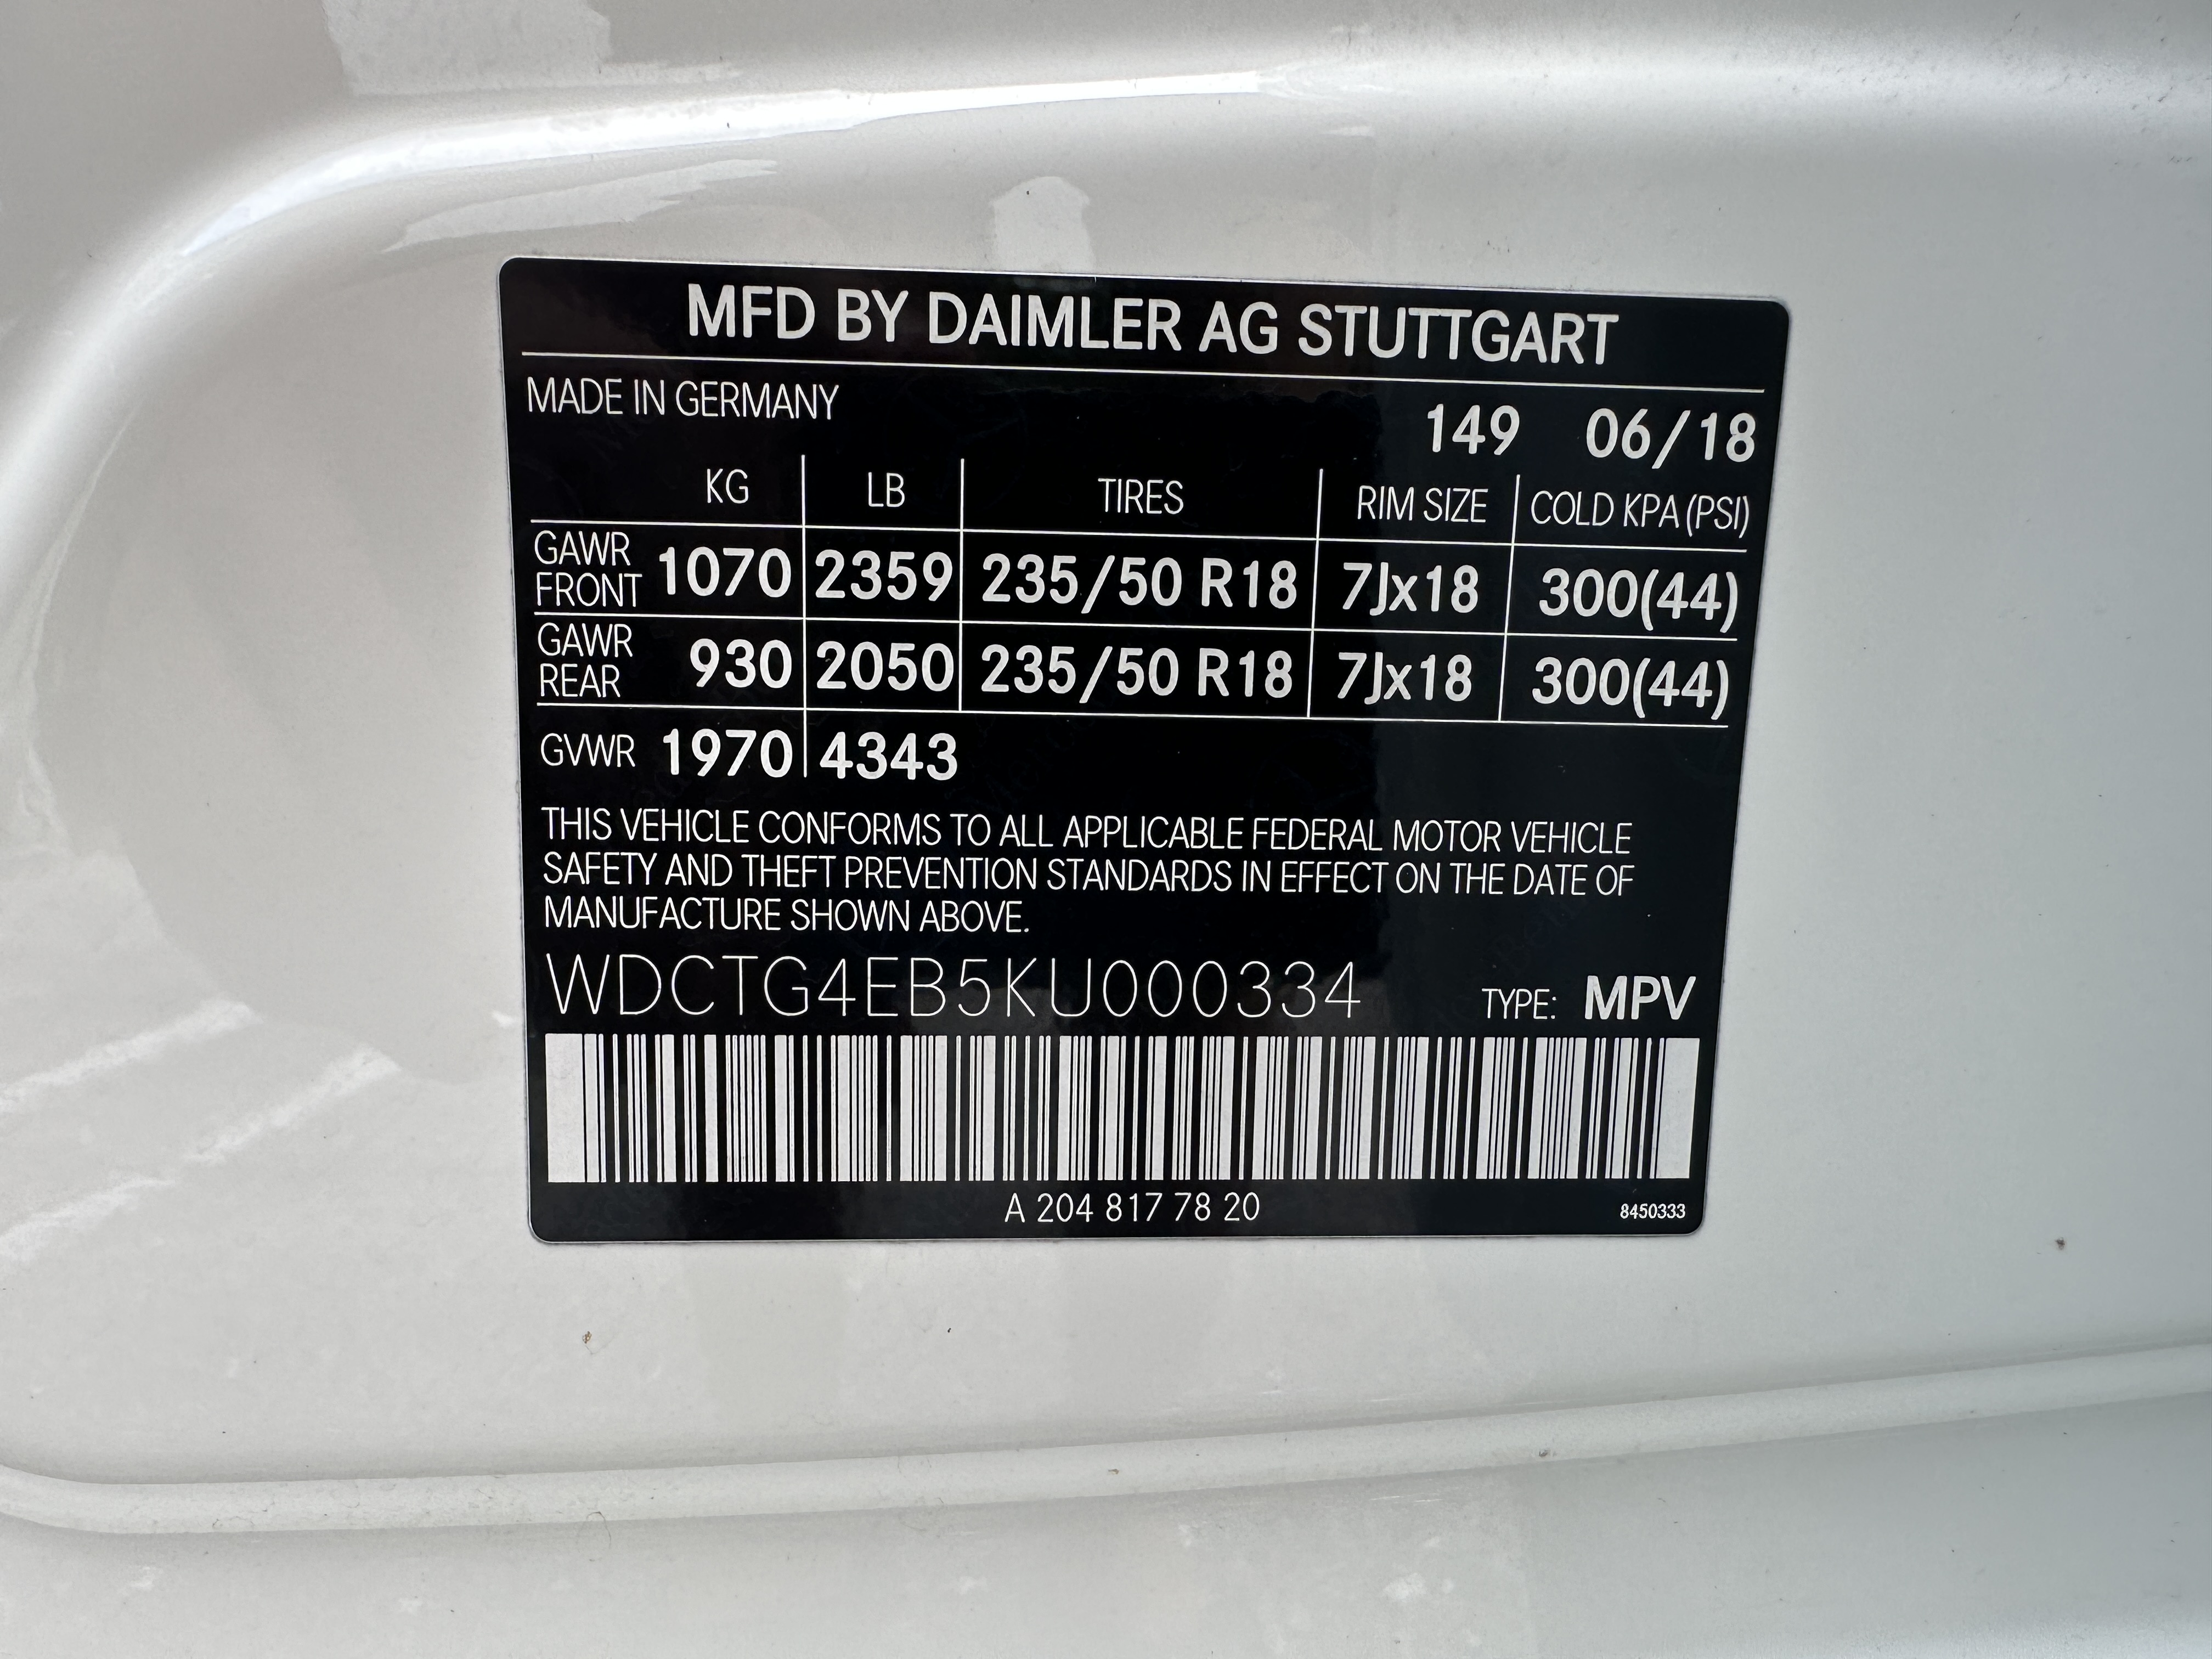 MFD BY DAIMLER AG STUTTGART
MADE IN GERMANY
149 06/18
KG LB TIRES RIM SIZE COLD KPA (PSI)
GAWR FRONT 1070 2359 235/50 R18 7Jx18 300(44)
GAWR REAR 930 2050 235/50 R18 7Jx18 300(44)
GVWR 1970 4343
THIS VEHICLE CONFORMS TO ALL APPLICABLE FEDERAL MOTOR VEHICLE
SAFETY AND THEFT PREVENTION STANDARDS IN EFFECT ON THE DATE OF
MANUFACTURE SHOWN ABOVE.
WDCTG4EB5KU000334 TYPE: MPV
A 204 817 78 20 8450333